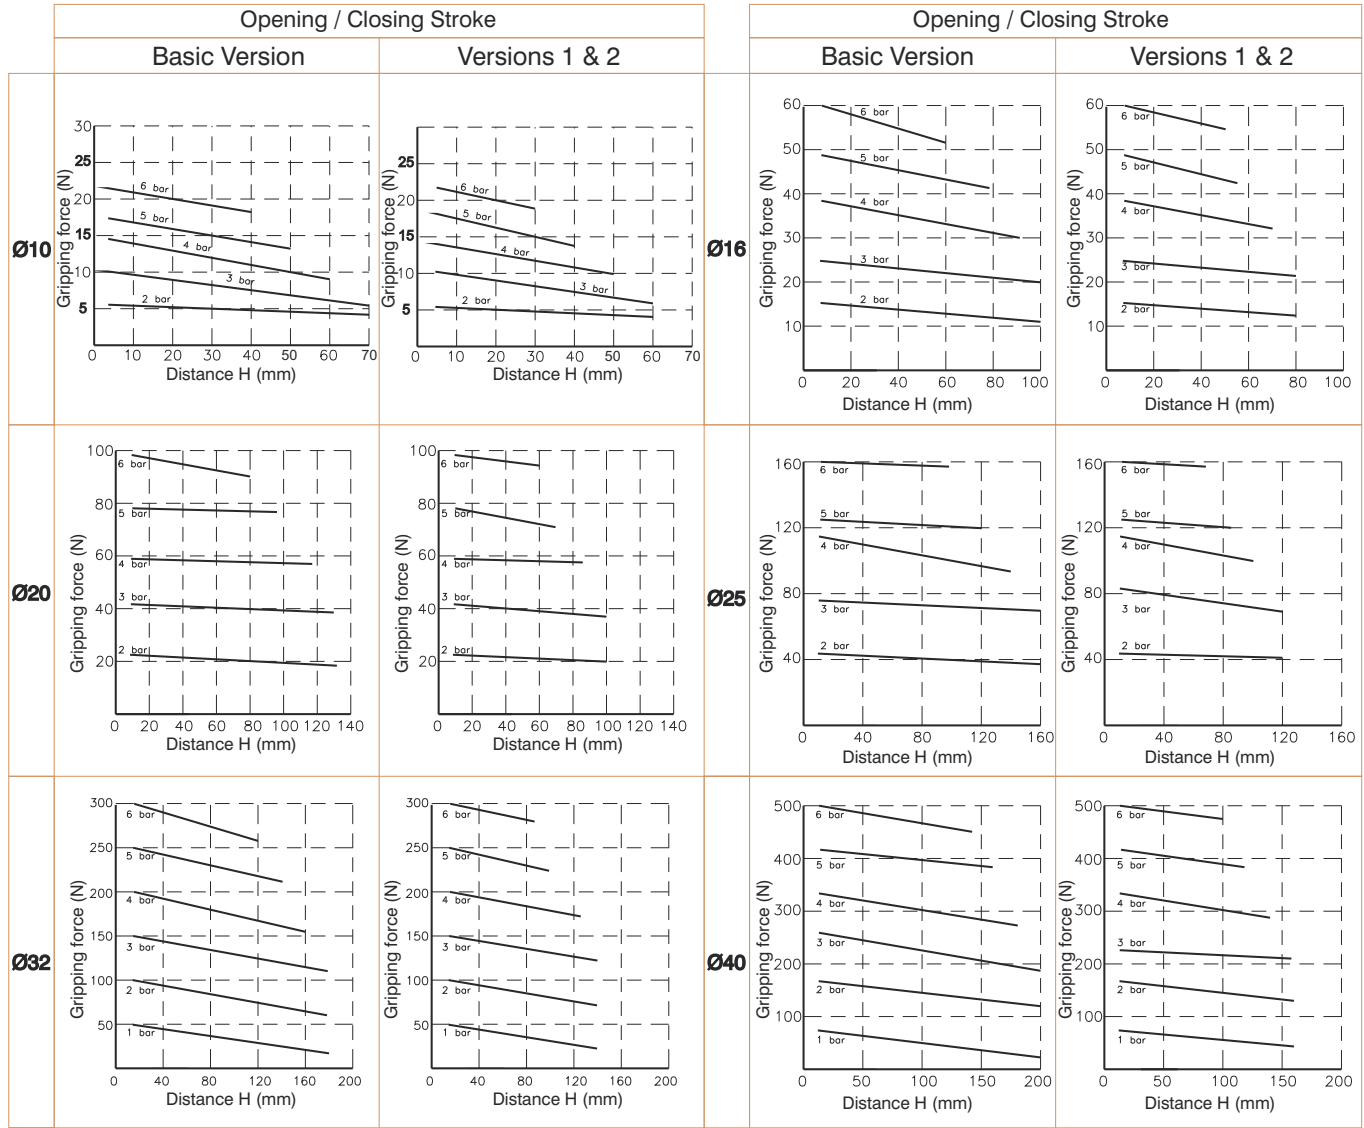 Opening / Closing Stroke
Opening / Closing Stroke
Basic Version
Versions 1 & 2
Basic Version
Versions 1 & 2
Ø10
Gripping force (N)
30
25
20
15
10
5
6 bar
5 bar
4 bar
3 bar
2 bar
0 10 20 30 40 50 60 70
Distance H (mm)
Gripping force (N)
25
20
15
10
5
6 bar
5 bar
4 bar
3 bar
2 bar
0 10 20 30 40 50 60 70
Distance H (mm)
Ø16
Gripping force (N)
60
50
40
30
20
10
6 bar
5 bar
4 bar
3 bar
2 bar
0 20 40 60 80 100
Distance H (mm)
Gripping force (N)
60
50
40
30
20
10
6 bar
5 bar
4 bar
3 bar
2 bar
0 20 40 60 80 100
Distance H (mm)
Ø20
Gripping force (N)
100
80
60
40
20
6 bar
5 bar
4 bar
3 bar
2 bar
0 20 40 60 80 100 120 140
Distance H (mm)
Gripping force (N)
100
80
60
40
20
6 bar
5 bar
4 bar
3 bar
2 bar
0 20 40 60 80 100 120 140
Distance H (mm)
Ø25
Gripping force (N)
160
120
80
40
6 bar
5 bar
4 bar
3 bar
2 bar
0 40 80 120 160
Distance H (mm)
Gripping force (N)
160
120
80
40
6 bar
5 bar
4 bar
3 bar
2 bar
0 40 80 120 160
Distance H (mm)
Ø32
Gripping force (N)
300
250
200
150
100
50
6 bar
5 bar
4 bar
3 bar
2 bar
1 bar
0 40 80 120 160 200
Distance H (mm)
Gripping force (N)
300
250
200
150
100
50
6 bar
5 bar
4 bar
3 bar
2 bar
1 bar
0 40 80 120 160 200
Distance H (mm)
Ø40
Gripping force (N)
500
400
300
200
100
6 bar
5 bar
4 bar
3 bar
2 bar
1 bar
0 50 100 150 200
Distance H (mm)
Gripping force (N)
500
400
300
200
100
6 bar
5 bar
4 bar
3 bar
2 bar
1 bar
0 50 100 150 200
Distance H (mm)